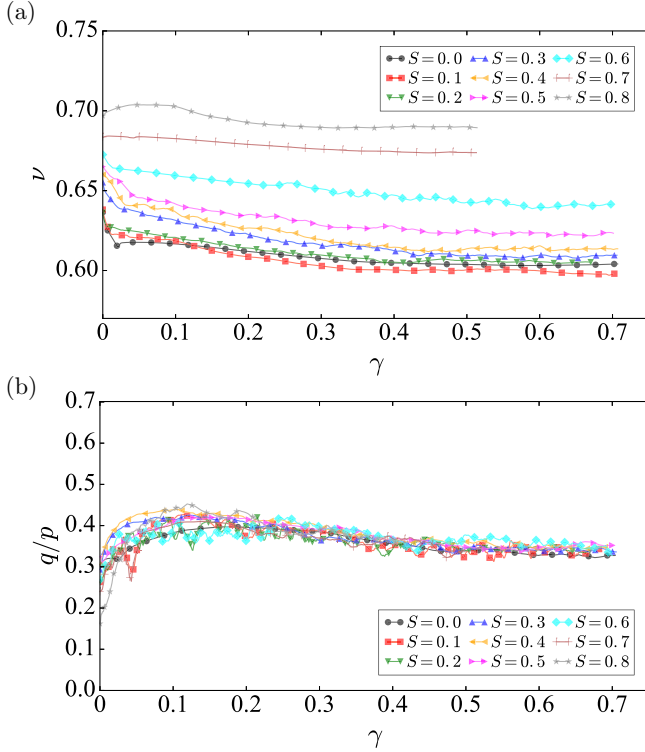 (a)
0.75
0.70
0.65
0.60
ν
S = 0.0 S = 0.3 S = 0.6
S = 0.1 S = 0.4 S = 0.7
S = 0.2 S = 0.5 S = 0.8
0 0.1 0.2 0.3 0.4 0.5 0.6 0.7
γ
(b)
0.7
0.6
0.5
0.4
0.3
0.2
0.1
0.0
q/p
S = 0.0 S = 0.3 S = 0.6
S = 0.1 S = 0.4 S = 0.7
S = 0.2 S = 0.5 S = 0.8
0 0.1 0.2 0.3 0.4 0.5 0.6 0.7
γ